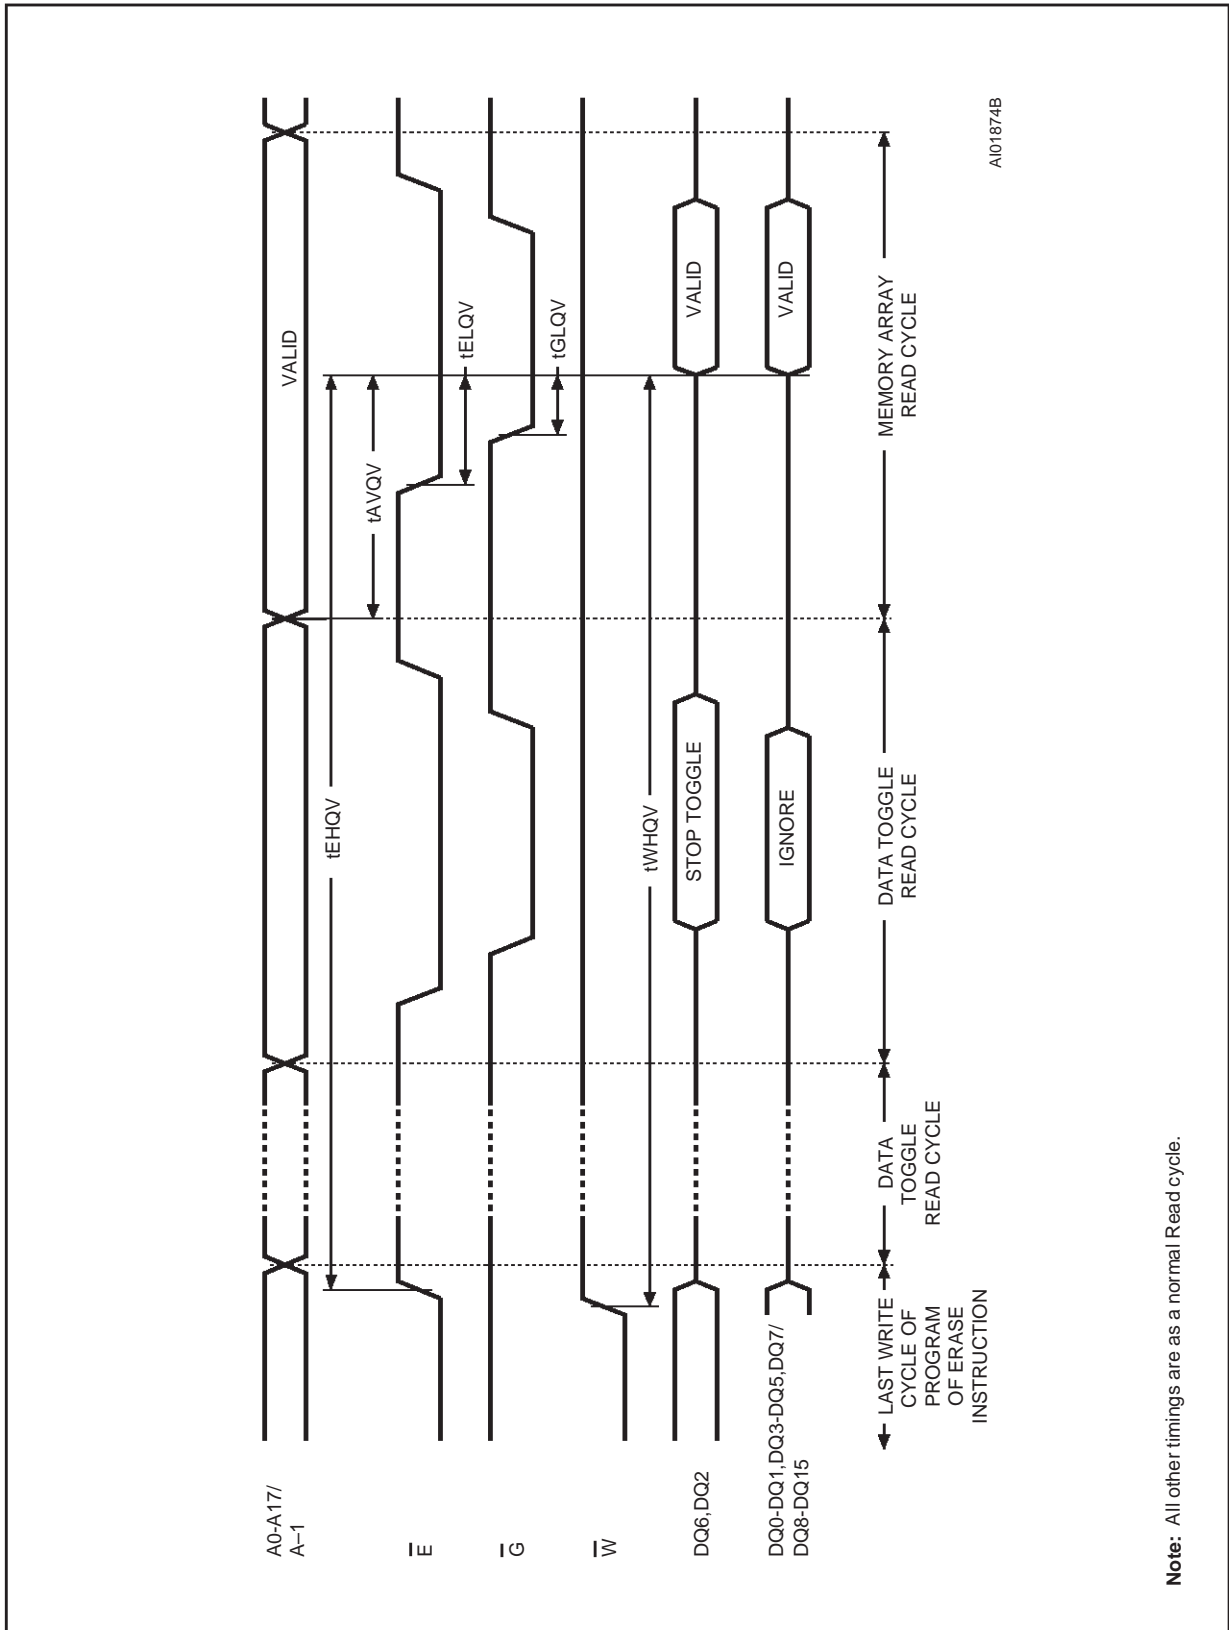 A0-A17/
A–1
VALID
tEHQV
tAVQV
E
tELQV
G
tGLQV
W
tWHQV
DQ6,DQ2
STOP TOGGLE
VALID
DQ0-DQ1,DQ3-DQ5,DQ7/
DQ8-DQ15
IGNORE
VALID
LAST WRITE
CYCLE OF
PROGRAM
OF ERASE
INSTRUCTION
DATA
TOGGLE
READ CYCLE
DATA TOGGLE
READ CYCLE
MEMORY ARRAY
READ CYCLE
AI01874B
Note: All other timings are as a normal Read cycle.